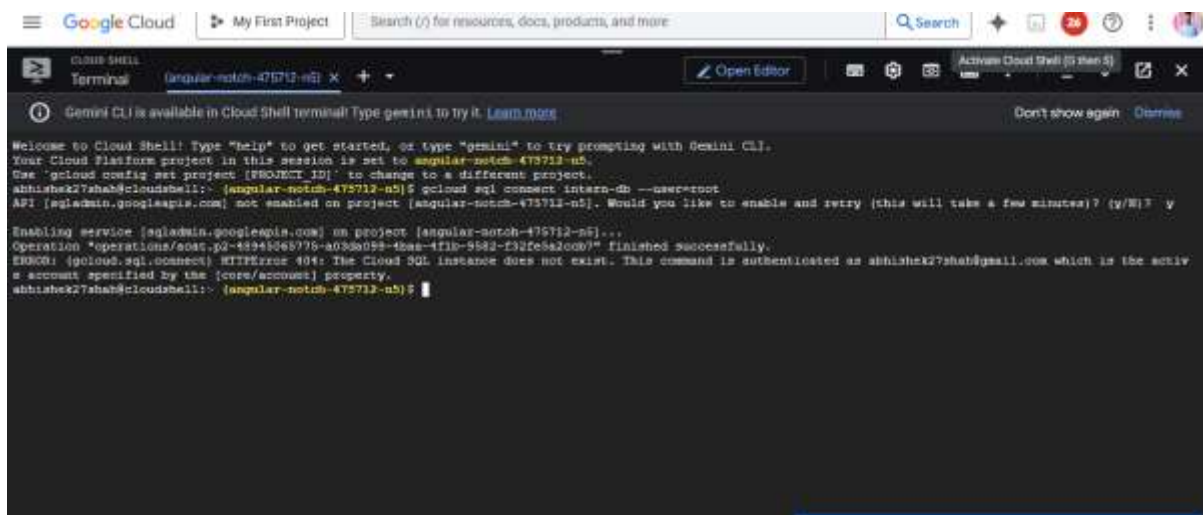 Google Cloud
My First Project
Search (/) for resources, docs, products, and more
Search
26
CLOUD SHELL
Terminal
(angular-notch-475712-n5)
Open Editor
Activate Cloud Shell (G then S)
Gemini CLI is available in Cloud Shell terminal! Type gemini to try it. Learn more
Don't show again
Dismiss
Welcome to Cloud Shell! Type "help" to get started, or type "gemini" to try prompting with Gemini CLI.
Your Cloud Platform project in this session is set to angular-notch-475712-n5.
Use `gcloud config set project [PROJECT_ID]` to change to a different project.
abhishek27shah@cloudshell:~ (angular-notch-475712-n5)$ gcloud sql connect intern-db --user=root
API [sqladmin.googleapis.com] not enabled on project [angular-notch-475712-n5]. Would you like to enable and retry (this will take a few minutes)? (y/N)? y
Enabling service [sqladmin.googleapis.com] on project [angular-notch-475712-n5]...
Operation finished successfully.
ERROR: (gcloud.sql.connect) HTTPError 404: The Cloud SQL instance does not exist. This command is authenticated as abhishek27shah@gmail.com which is the activ
e account specified by the [core/account] property.
abhishek27shah@cloudshell:~ (angular-notch-475712-n5)$